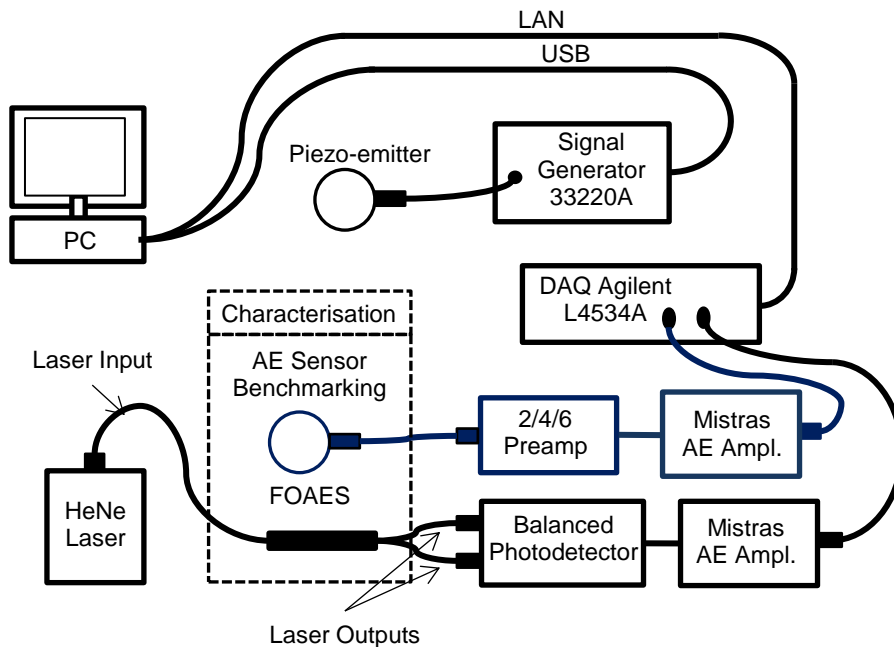 LAN
USB
Signal
Generator
33220A
Piezo-emitter
PC
DAQ Agilent
L4534A
Characterisation
Laser Input
AE Sensor
Benchmarking
2/4/6
Preamp
Mistras
AE Ampl.
FOAES
HeNe
Laser
Balanced
Photodetector
Mistras
AE Ampl.
Laser Outputs